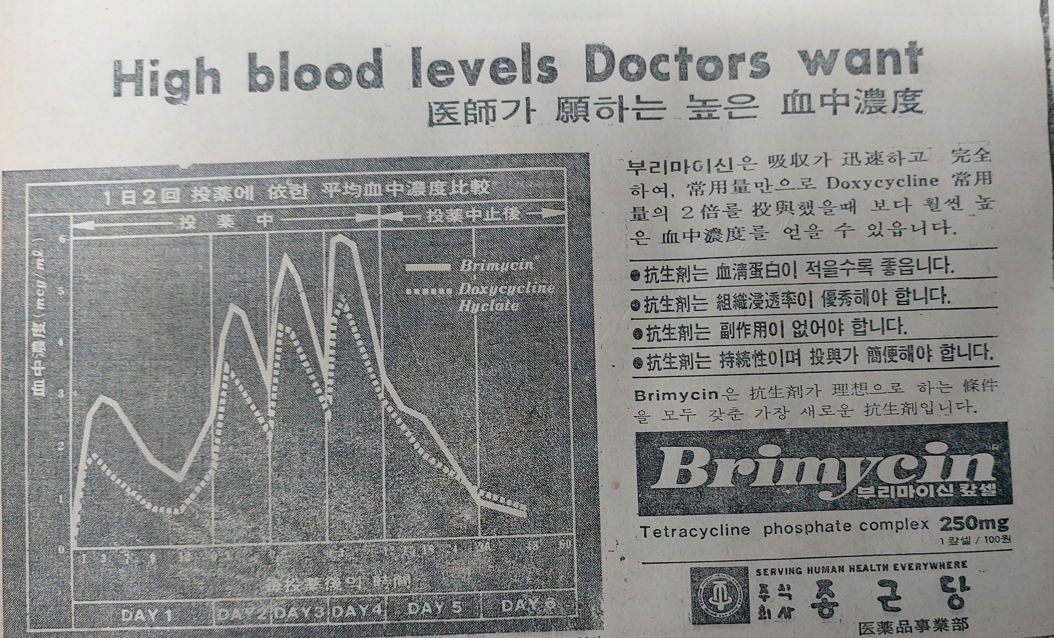 High blood levels Doctors want
医師가 願하는 높은 血中濃度
1日2回 投薬에 依한 平均血中濃度比較
投薬中
投薬中止後
血中濃度(mcg/ml)
6
5
4
3
2
1
0
Brimycin
Doxycycline
Hyclate
投薬後의 時間
DAY 1
DAY 2
DAY 3
DAY 4
DAY 5
DAY 6
부리마이신은 吸収가 迅速하고 完全
하여, 常用量만으로 Doxycycline 常用
量의 2倍를 投與했을때 보다 훨씬 높
은 血中濃度를 얻을 수 있읍니다.
●抗生剤는 血淸蛋白이 적을수록 좋읍니다.
●抗生剤는 組織浸透率이 優秀해야 합니다.
●抗生剤는 副作用이 없어야 합니다.
●抗生剤는 持続性이며 投與가 簡便해야 합니다.
Brimycin은 抗生剤가 理想으로 하는 條件
을 모두 갖춘 가장 새로운 抗生剤입니다.
Brimycin
부리마이신 캎셀
Tetracycline phosphate complex 250mg
1캎셀/100원
SERVING HUMAN HEALTH EVERYWHERE
주식
회사
종근당
医薬品事業部